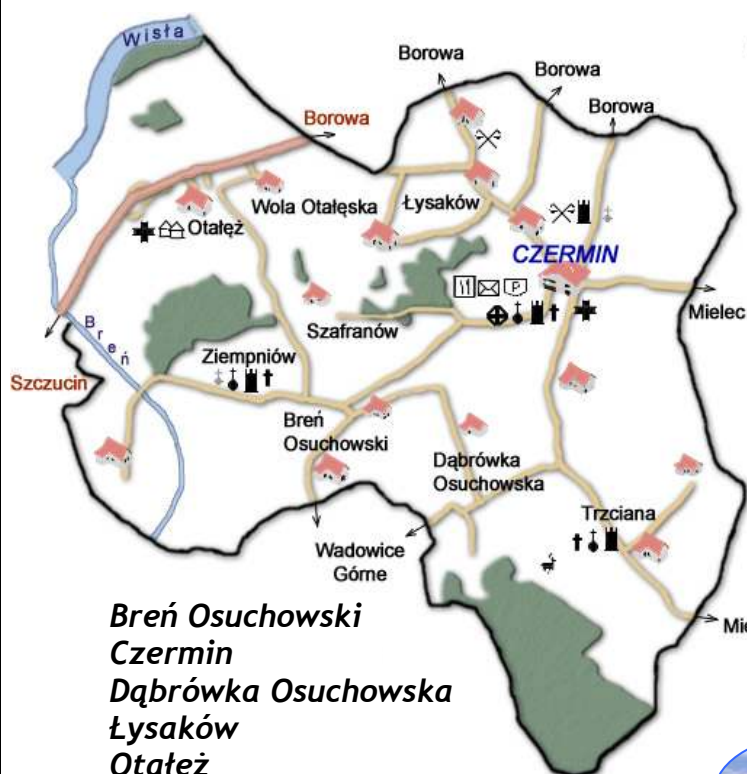 Wisła
Borowa
Borowa
Borowa
Borowa
Wola Otałęska
Łysaków
Otałęż
CZERMIN
P
Mielec
Szafranów
Breń
Ziempniów
Szczucin
Breń
Osuchowski
Dąbrówka
Osuchowska
Trzciana
Wadowice
Górne
Mie
Breń Osuchowski
Czermin
Dąbrówka Osuchowska
Łysaków
Otałęż